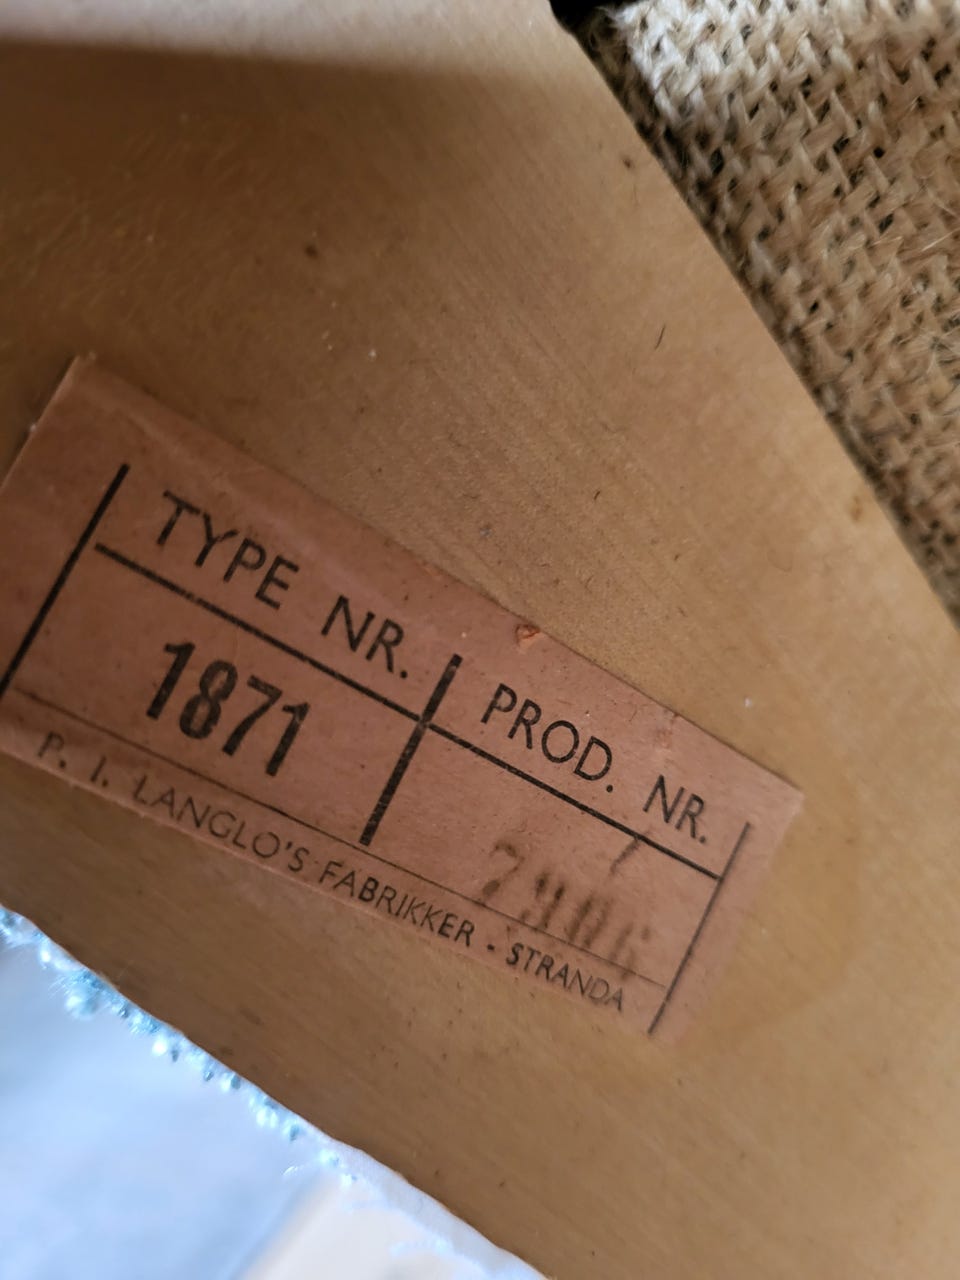 TYPE NR.
PROD. NR.
1871
P. I. LANGLO'S FABRIKKER - STRANDA